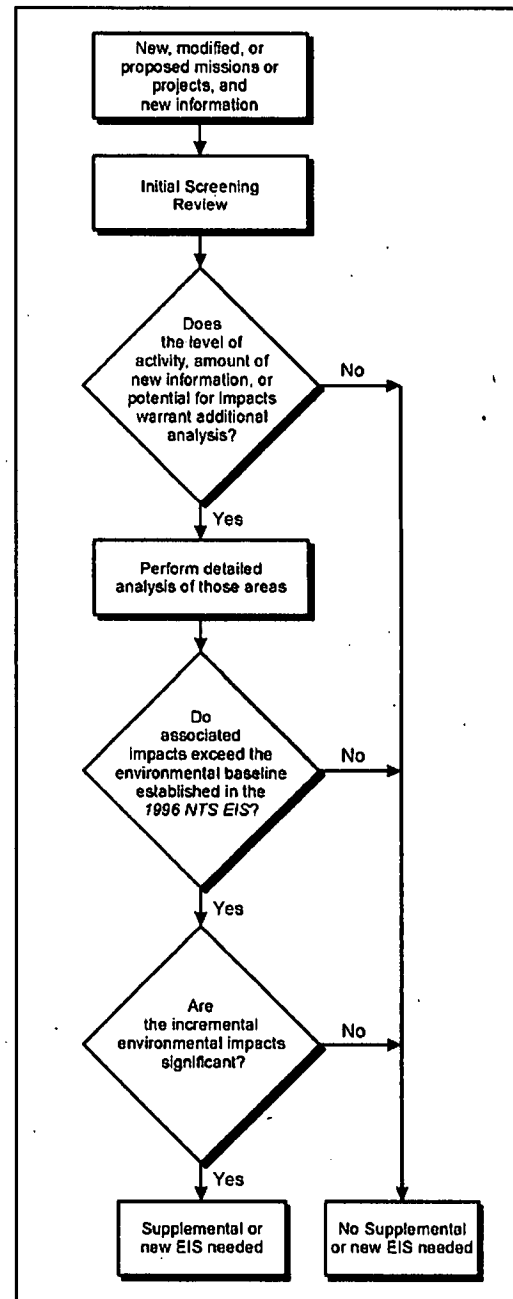 New, modified, or
proposed missions or
projects, and
new information
Initial Screening
Review
Does
the level of
activity, amount of
new information, or
potential for impacts
warrant additional
analysis?
No
Yes
Perform detailed
analysis of those areas
Do
associated
impacts exceed the
environmental baseline
established in the
1996 NTS EIS?
No
Yes
Are
the incremental
environmental impacts
significant?
No
Yes
Supplemental or
new EIS needed
No Supplemental
or new EIS needed